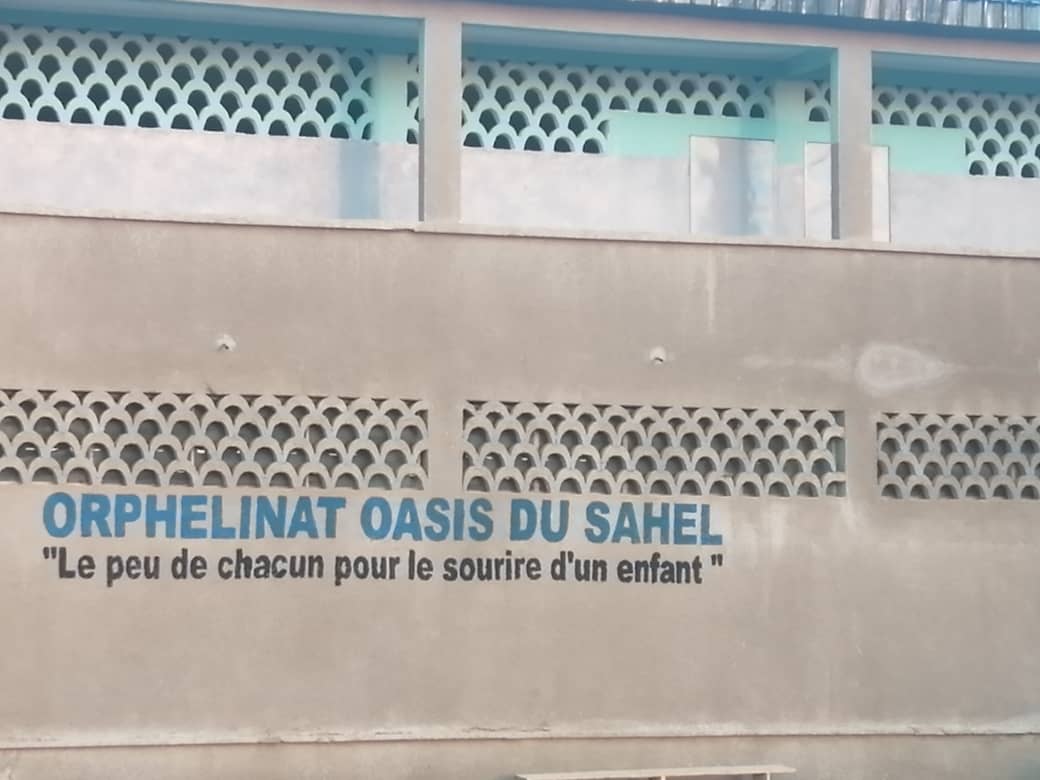 ORPHELINAT OASIS DU SAHEL
"Le peu de chacun pour le sourire d'un enfant "